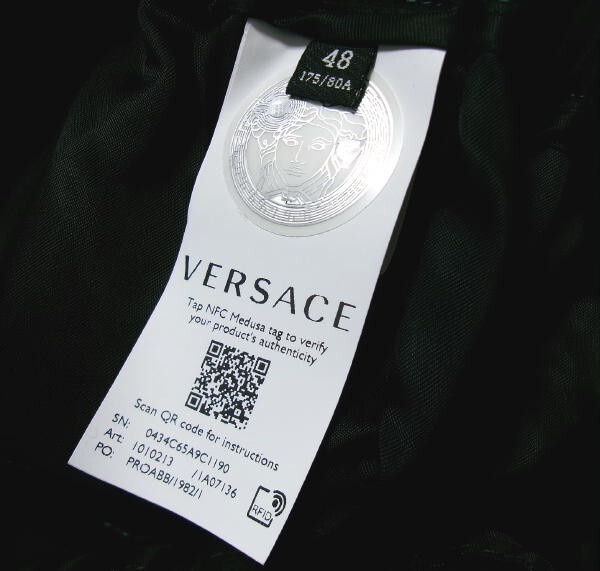 48
175/80A
VERSACE
Tap NFC Medusa tag to verify
your product's authenticity
Scan QR code for instructions
SN: 0434C65A9C1190
Art: 1010213 /1A07136
PO: PROABB/1982/1
RFID